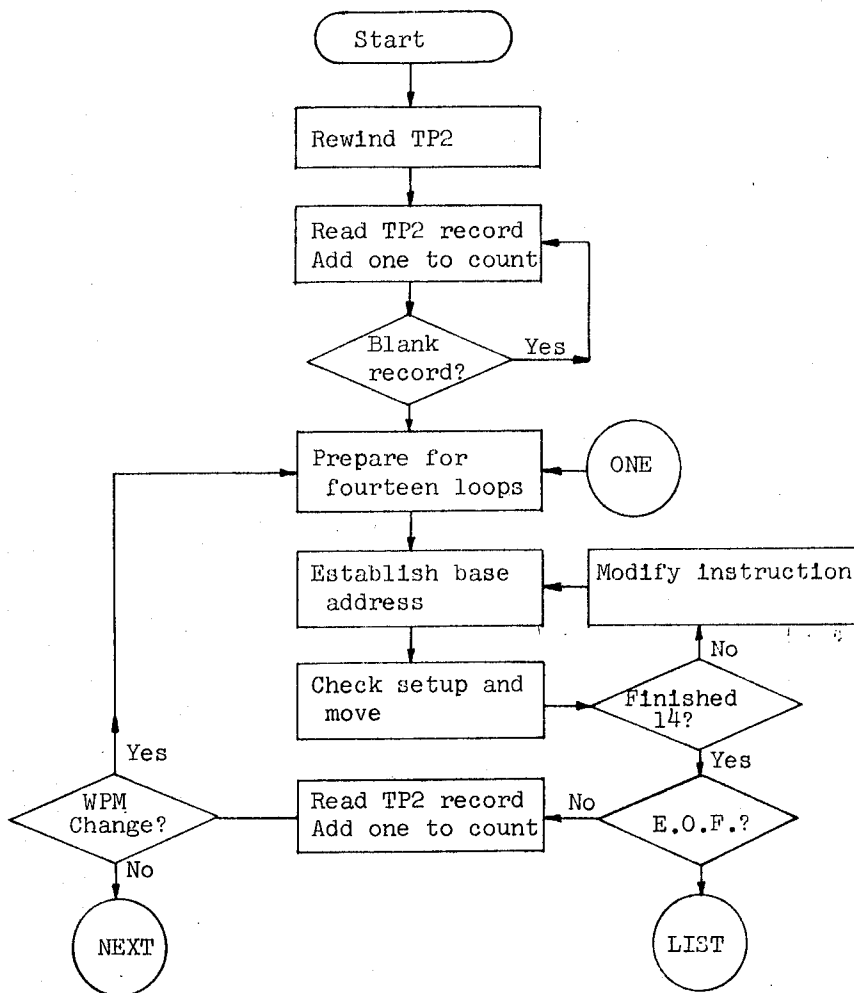 Start
Rewind TP2
Read TP2 record
Add one to count
Blank
record?
Yes
Prepare for
fourteen loops
ONE
Establish base
address
Modify instruction
No
Check setup and
move
Finished
14?
Yes
Yes
WPM
Change?
Read TP2 record
Add one to count
No
E.O.F.?
No
NEXT
LIST